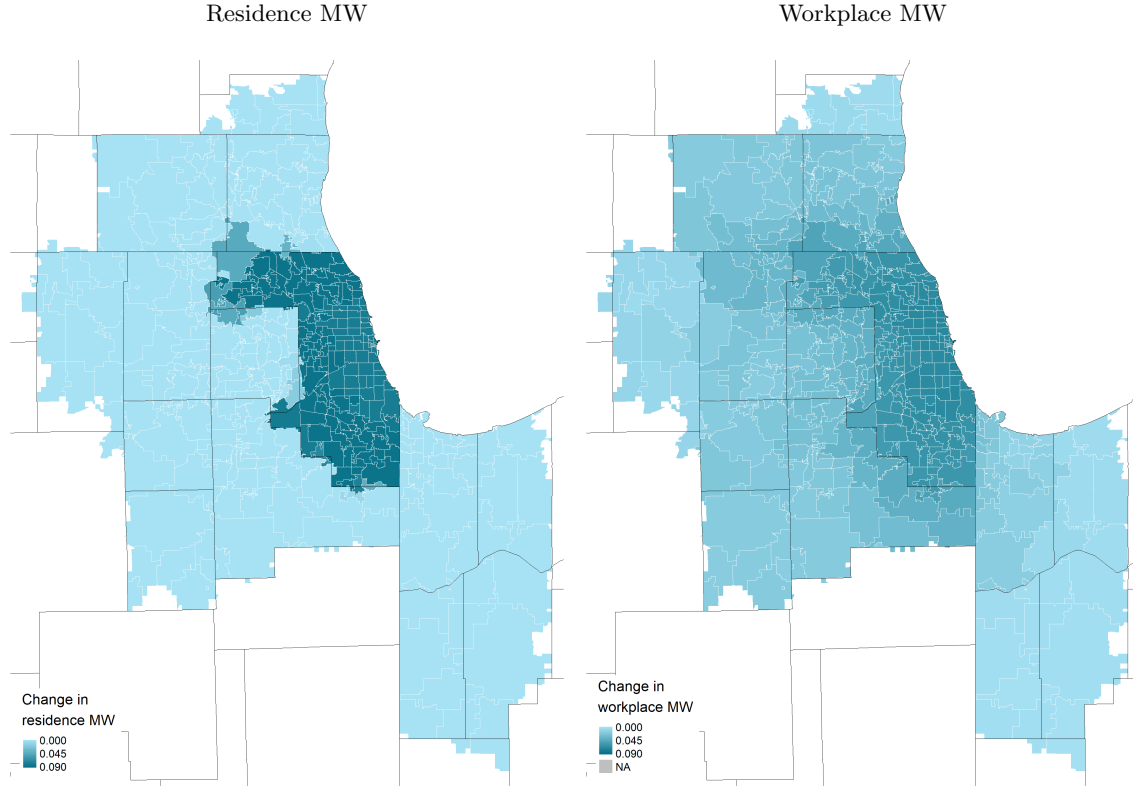 Residence MW
Workplace MW
Change in
residence MW
0.000
0.045
0.090
Change in
workplace MW
0.000
0.045
0.090
NA